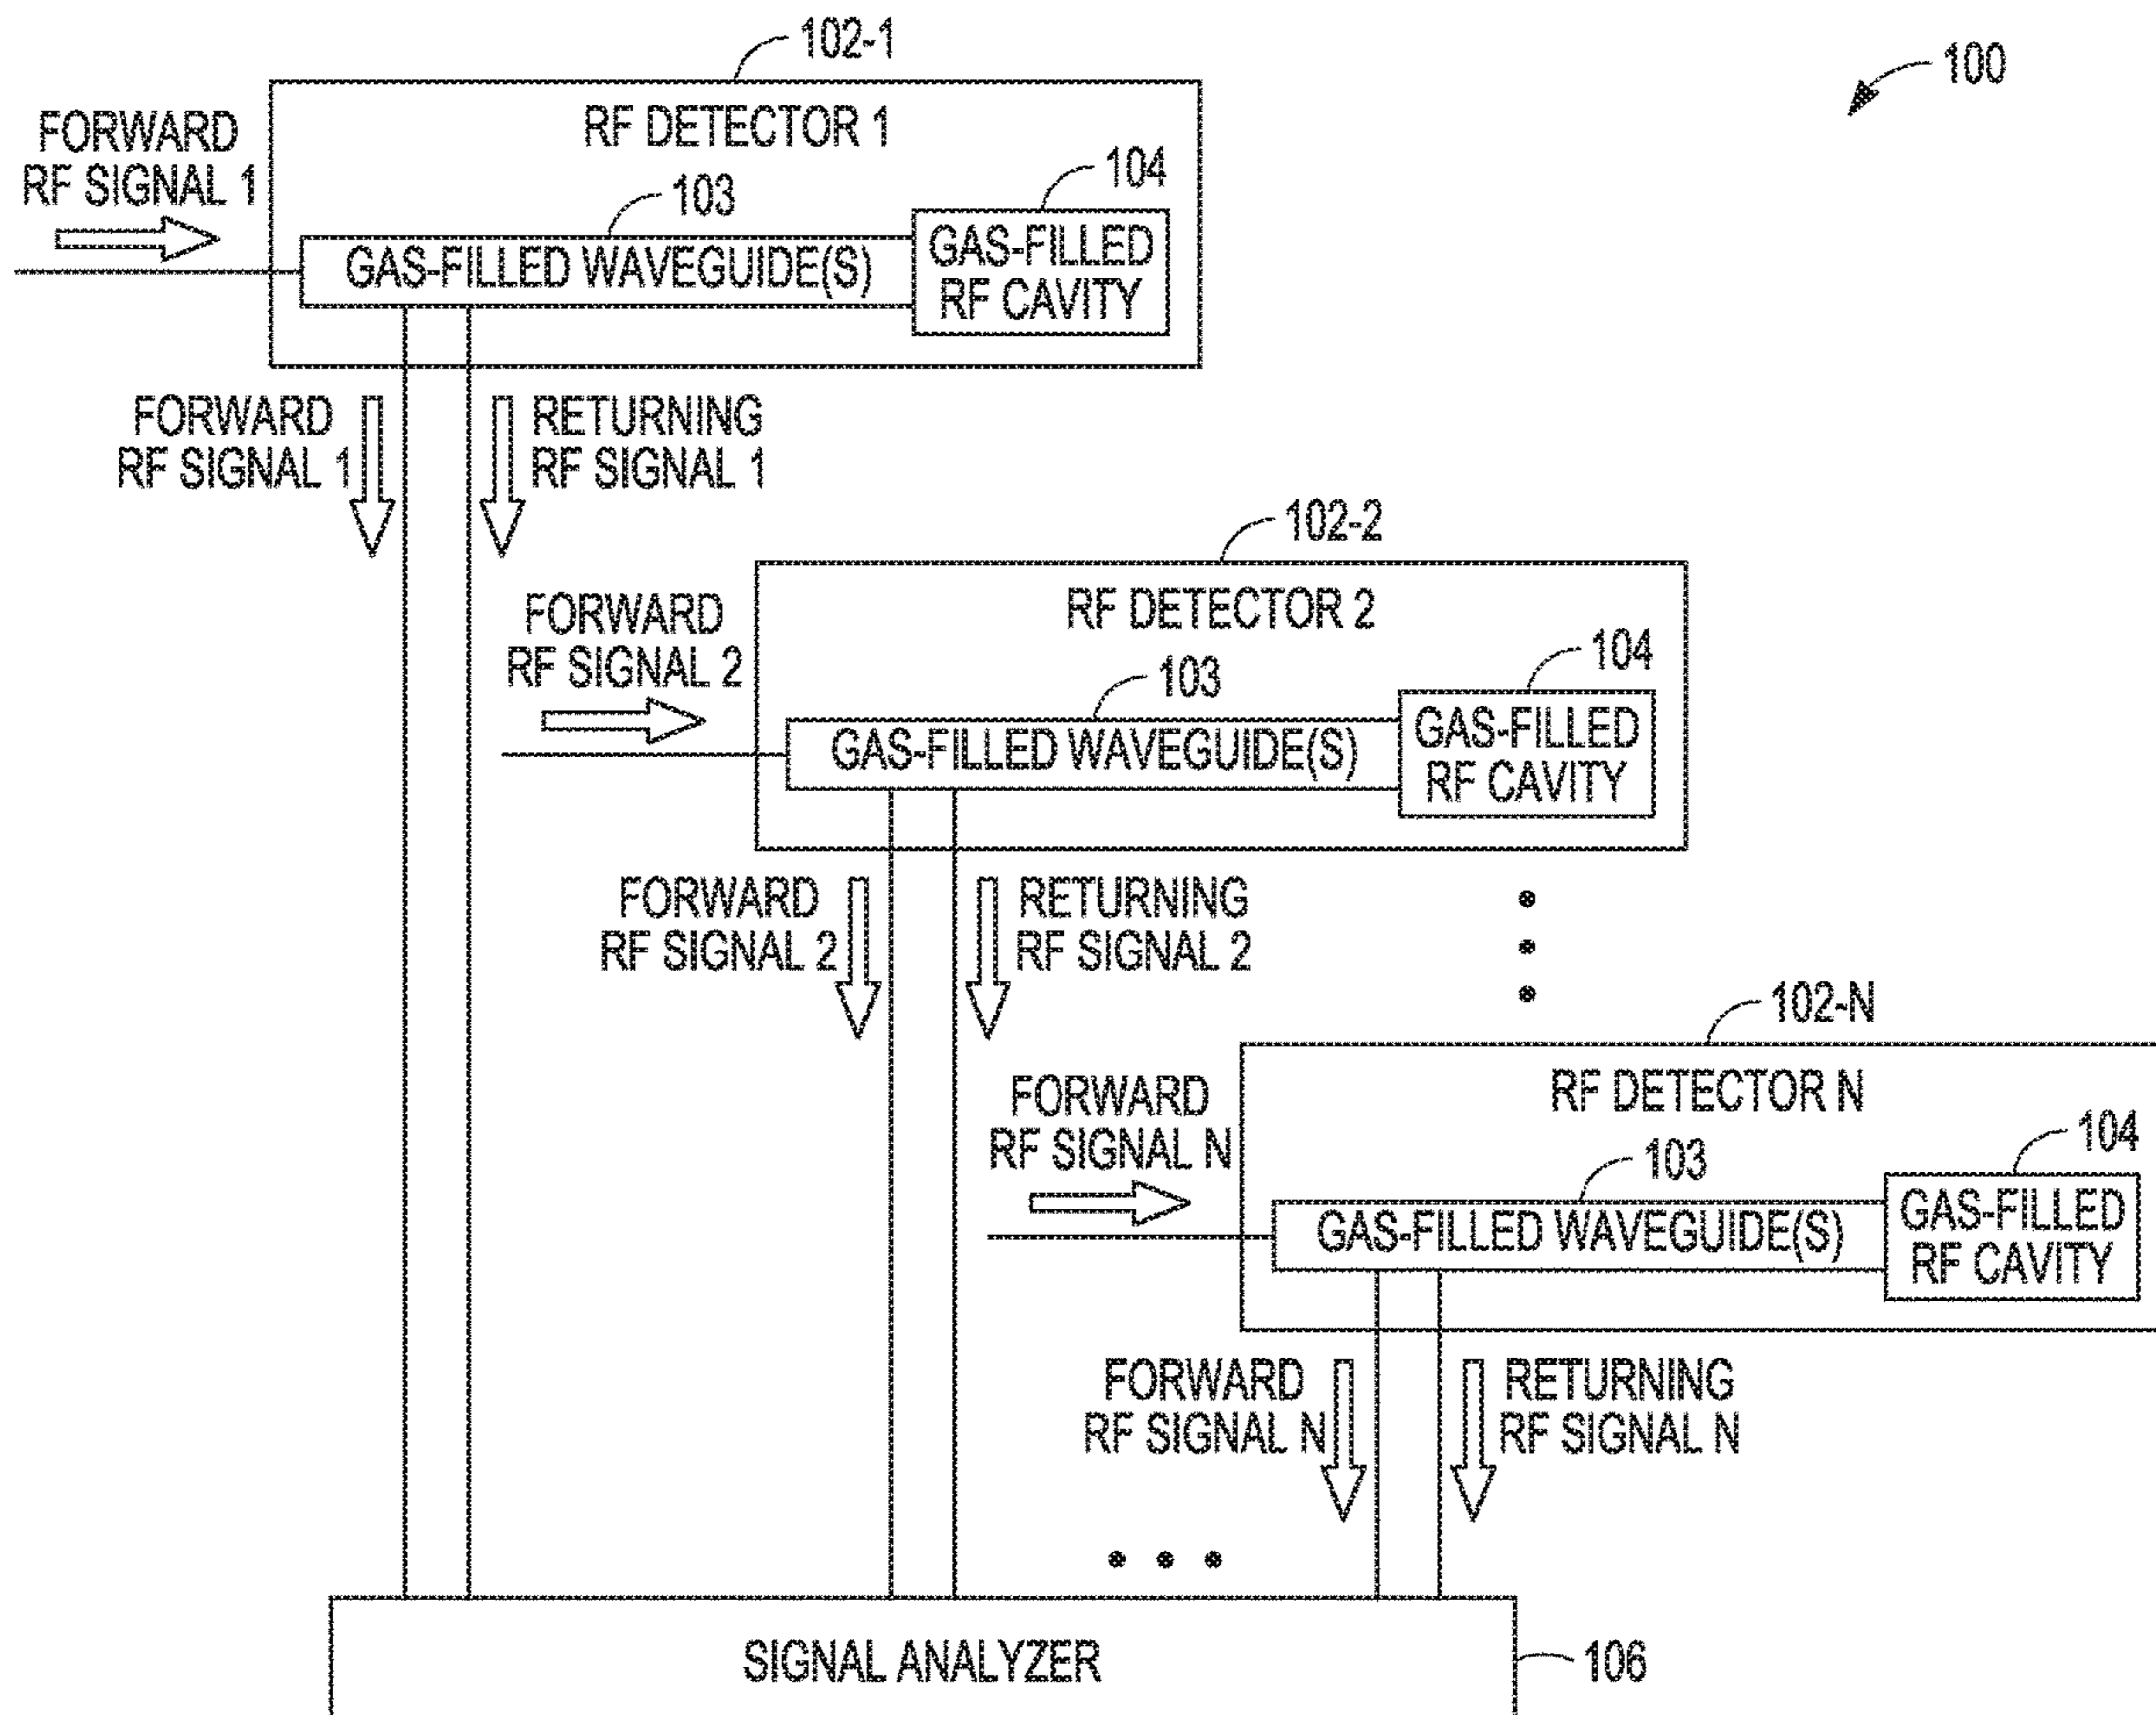 102-1
100
RF DETECTOR 1
FORWARD
RF SIGNAL 1
103
104
GAS-FILLED WAVEGUIDE(S)
GAS-FILLED
RF CAVITY
FORWARD
RF SIGNAL 1
RETURNING
RF SIGNAL 1
102-2
RF DETECTOR 2
FORWARD
RF SIGNAL 2
103
104
GAS-FILLED WAVEGUIDE(S)
GAS-FILLED
RF CAVITY
FORWARD
RF SIGNAL 2
RETURNING
RF SIGNAL 2
102-N
RF DETECTOR N
FORWARD
RF SIGNAL N
103
104
GAS-FILLED WAVEGUIDE(S)
GAS-FILLED
RF CAVITY
FORWARD
RF SIGNAL N
RETURNING
RF SIGNAL N
SIGNAL ANALYZER
106